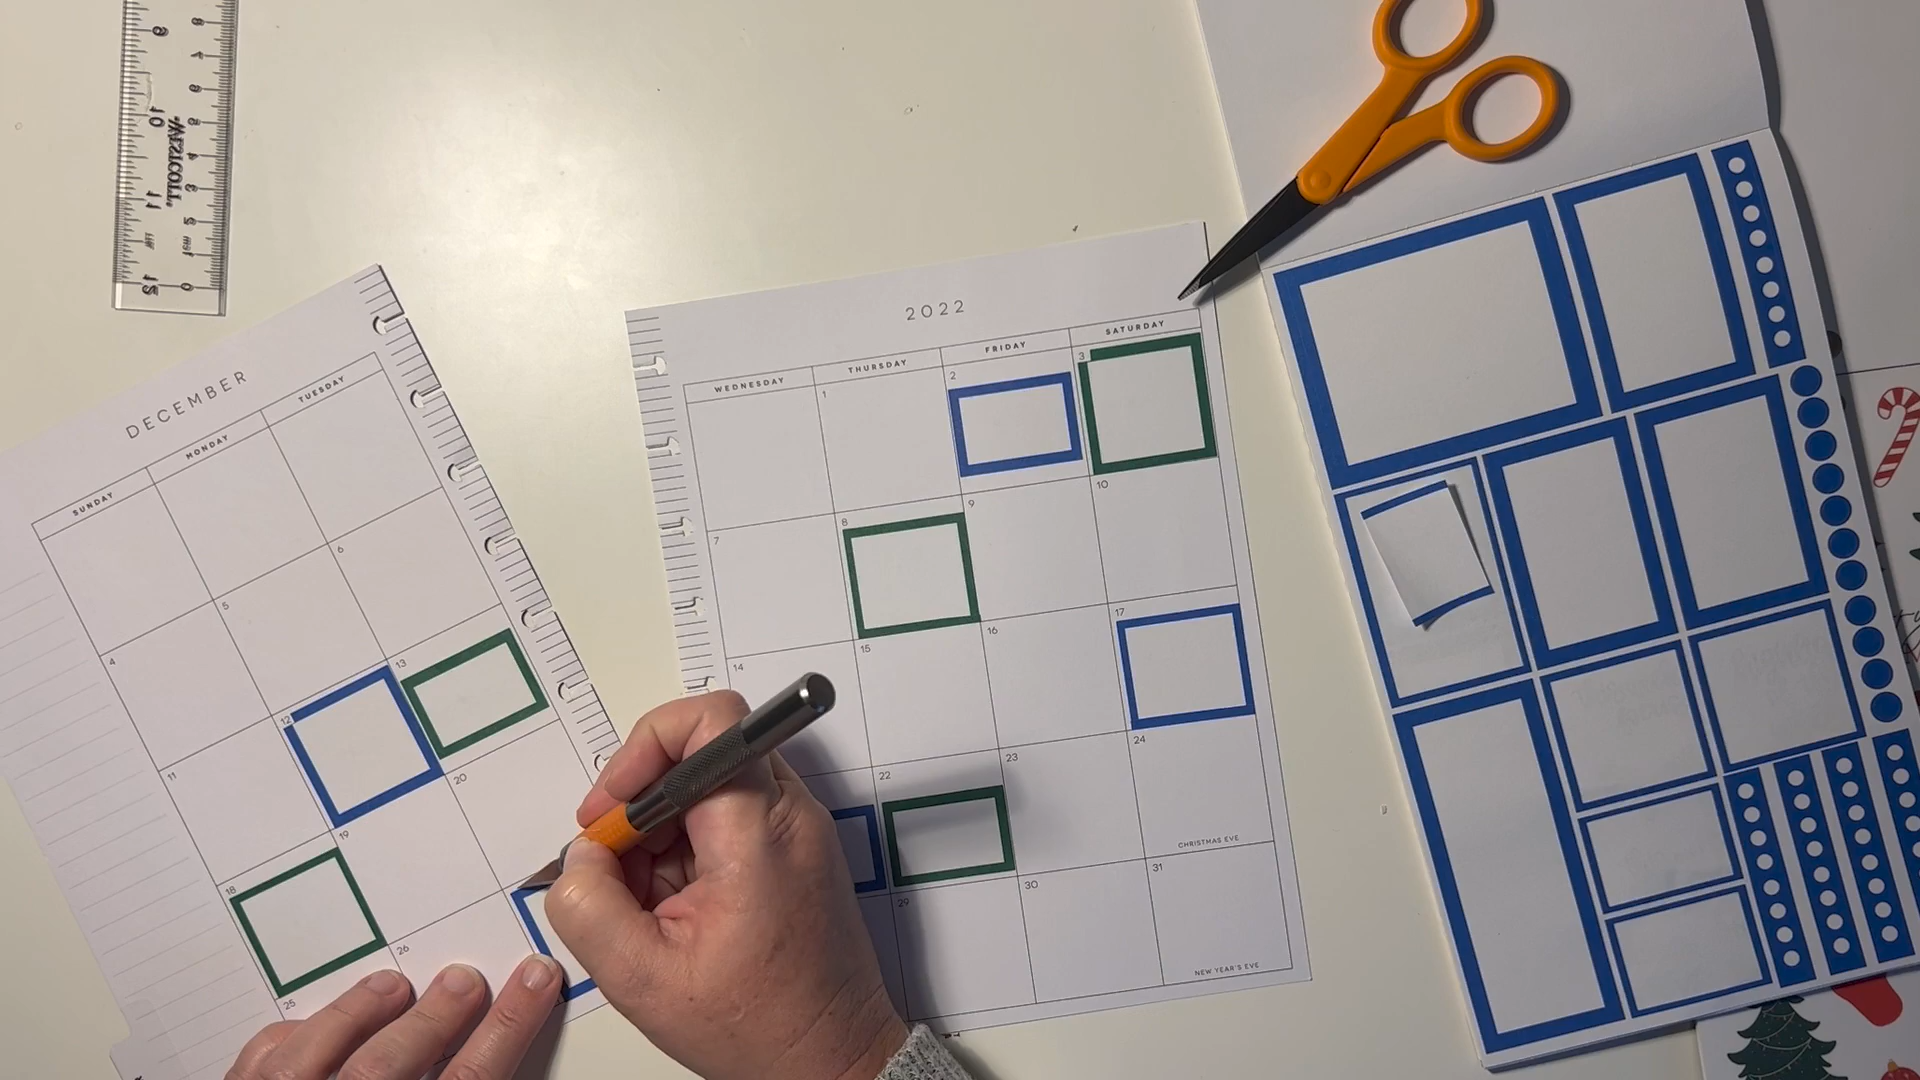 WESTCOTT
DECEMBER
SUNDAY MONDAY TUESDAY
4 5 6
11 12 13
18 19 20
25 26
2022
WEDNESDAY THURSDAY FRIDAY SATURDAY
1 2 3
7 8 9 10
14 15 16 17
22 23 24
CHRISTMAS EVE
29 30 31
NEW YEAR'S EVE